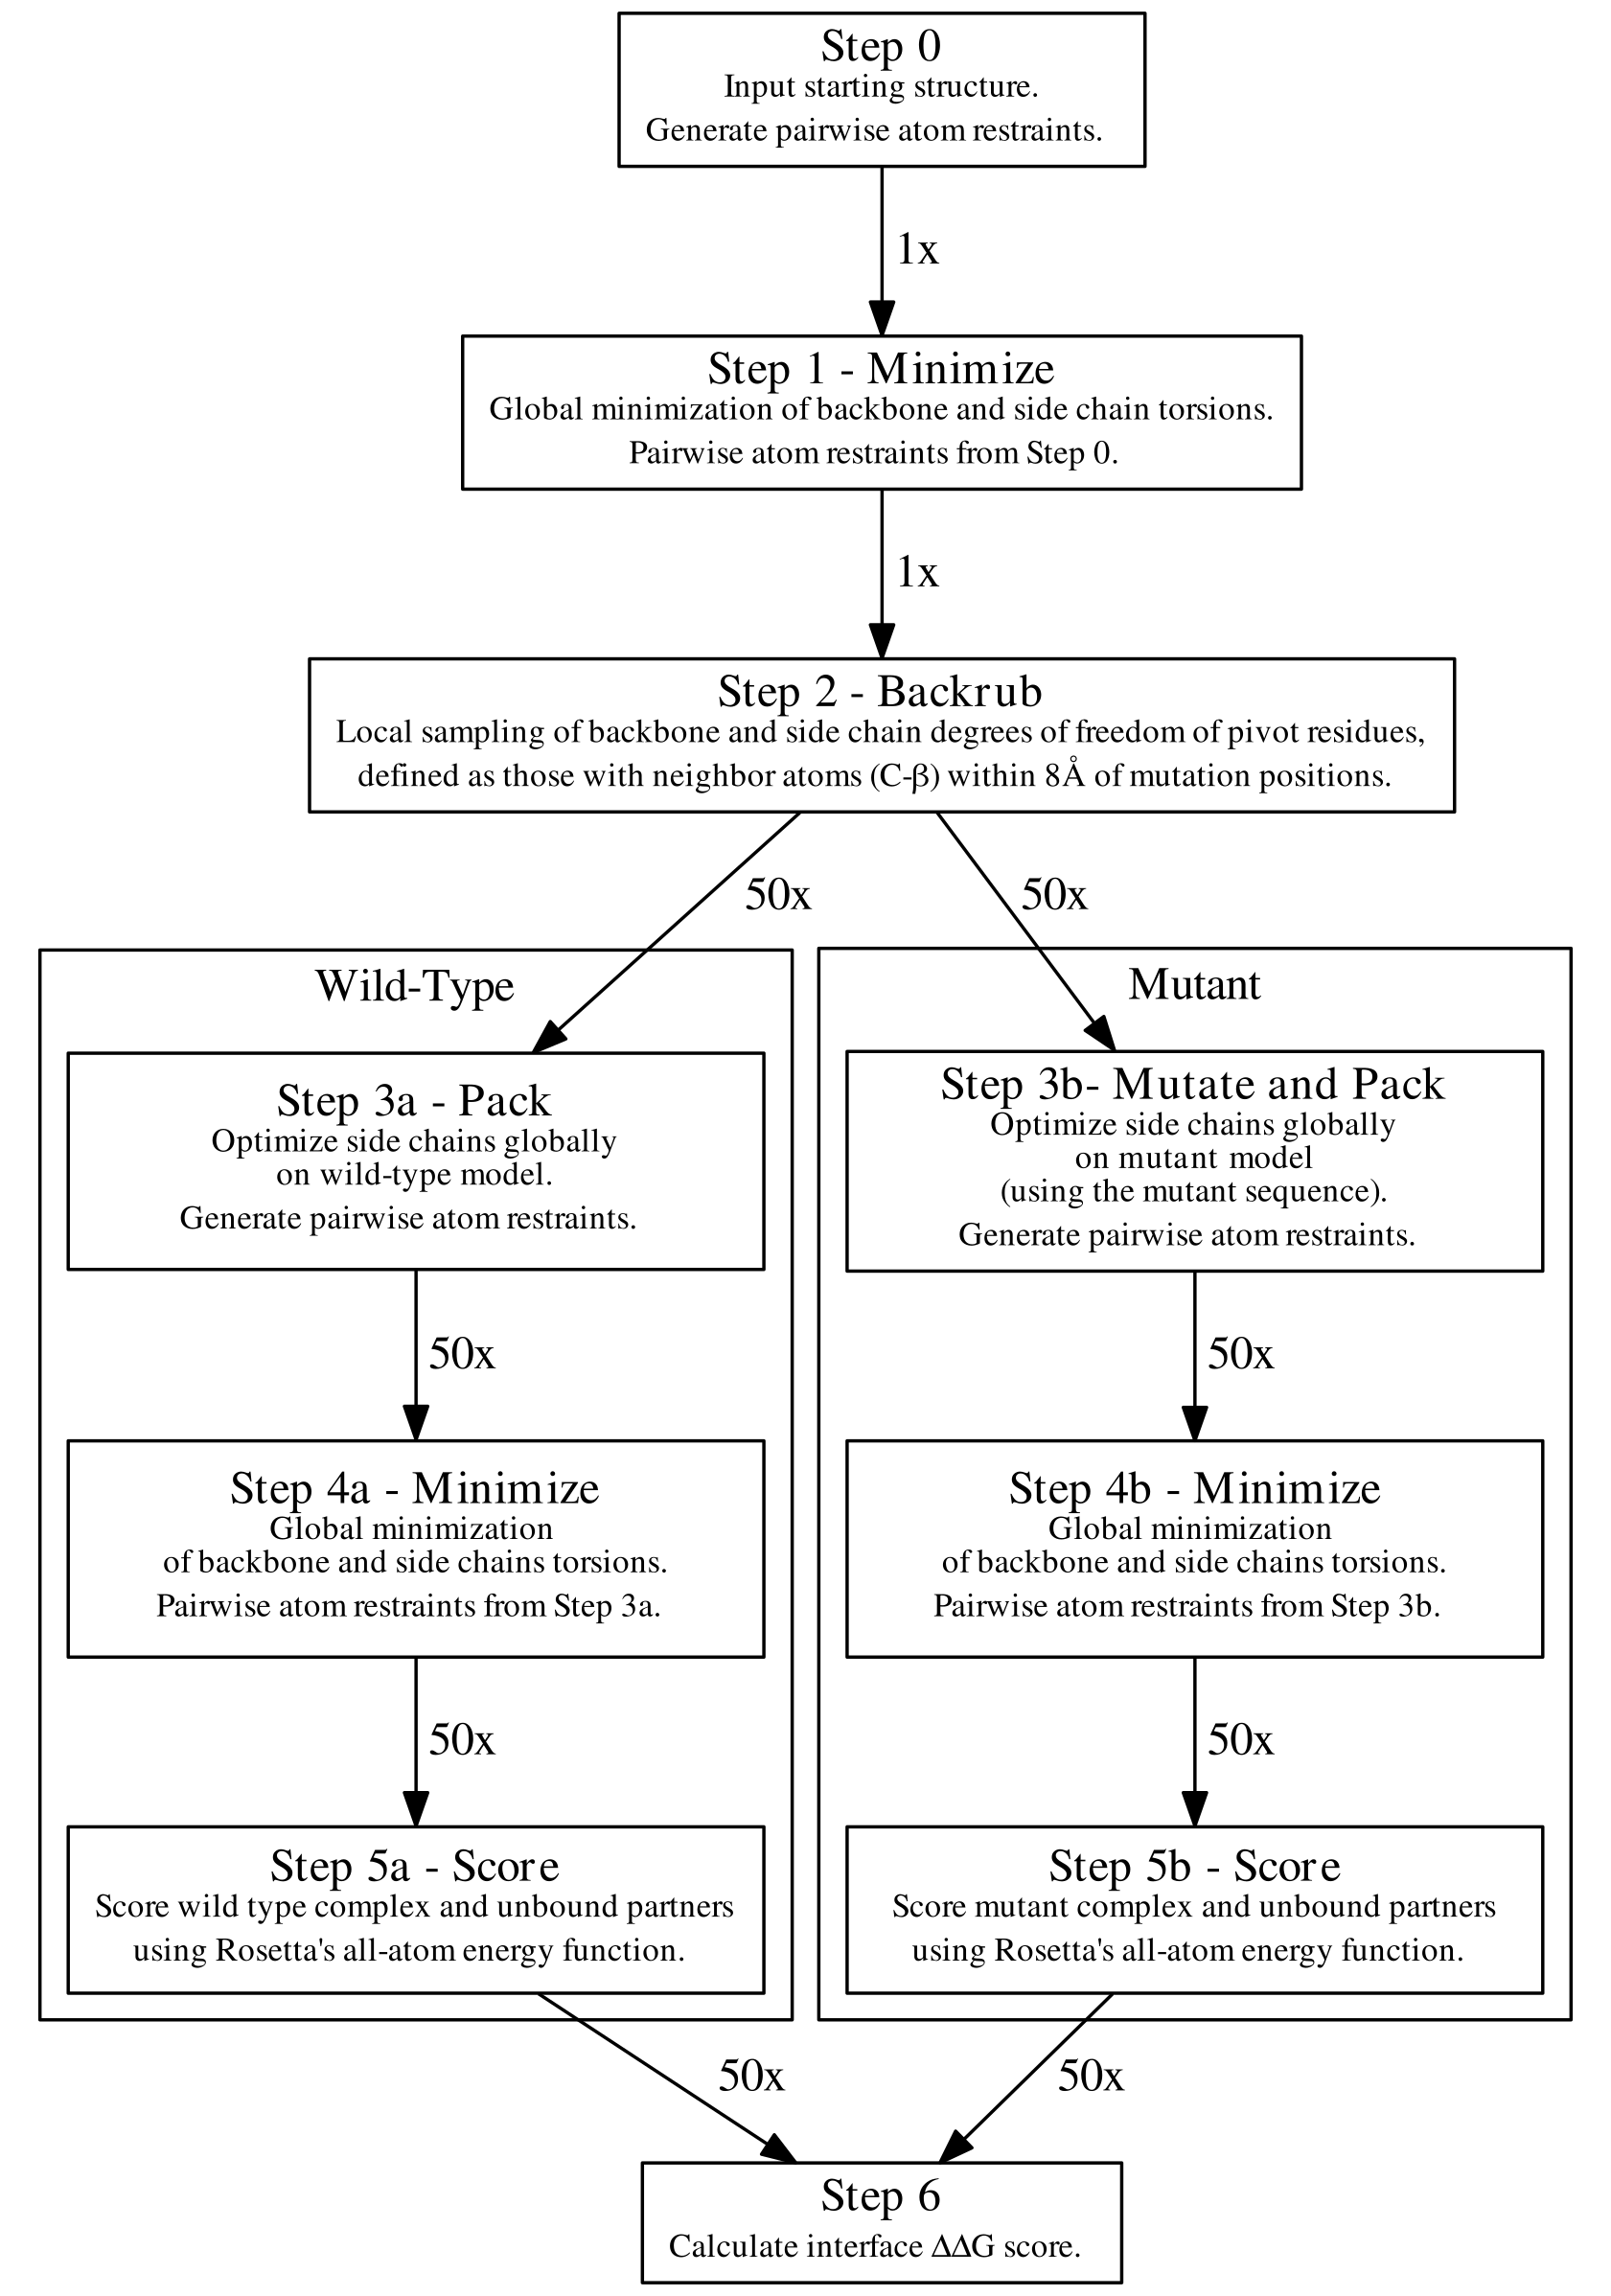 Step 0
Input starting structure.
Generate pairwise atom restraints.
1x
Step 1 - Minimize
Global minimization of backbone and side chain torsions.
Pairwise atom restraints from Step 0.
1x
Step 2 - Backrub
Local sampling of backbone and side chain degrees of freedom of pivot residues,
defined as those with neighbor atoms (C-β) within 8Å of mutation positions.
50x
50x
Wild-Type
Step 3a - Pack
Optimize side chains globally
on wild-type model.
Generate pairwise atom restraints.
50x
Step 4a - Minimize
Global minimization
of backbone and side chains torsions.
Pairwise atom restraints from Step 3a.
50x
Step 5a - Score
Score wild type complex and unbound partners
using Rosetta's all-atom energy function.
Mutant
Step 3b- Mutate and Pack
Optimize side chains globally
on mutant model
(using the mutant sequence).
Generate pairwise atom restraints.
50x
Step 4b - Minimize
Global minimization
of backbone and side chains torsions.
Pairwise atom restraints from Step 3b.
50x
Step 5b - Score
Score mutant complex and unbound partners
using Rosetta's all-atom energy function.
50x
50x
Step 6
Calculate interface ΔΔG score.